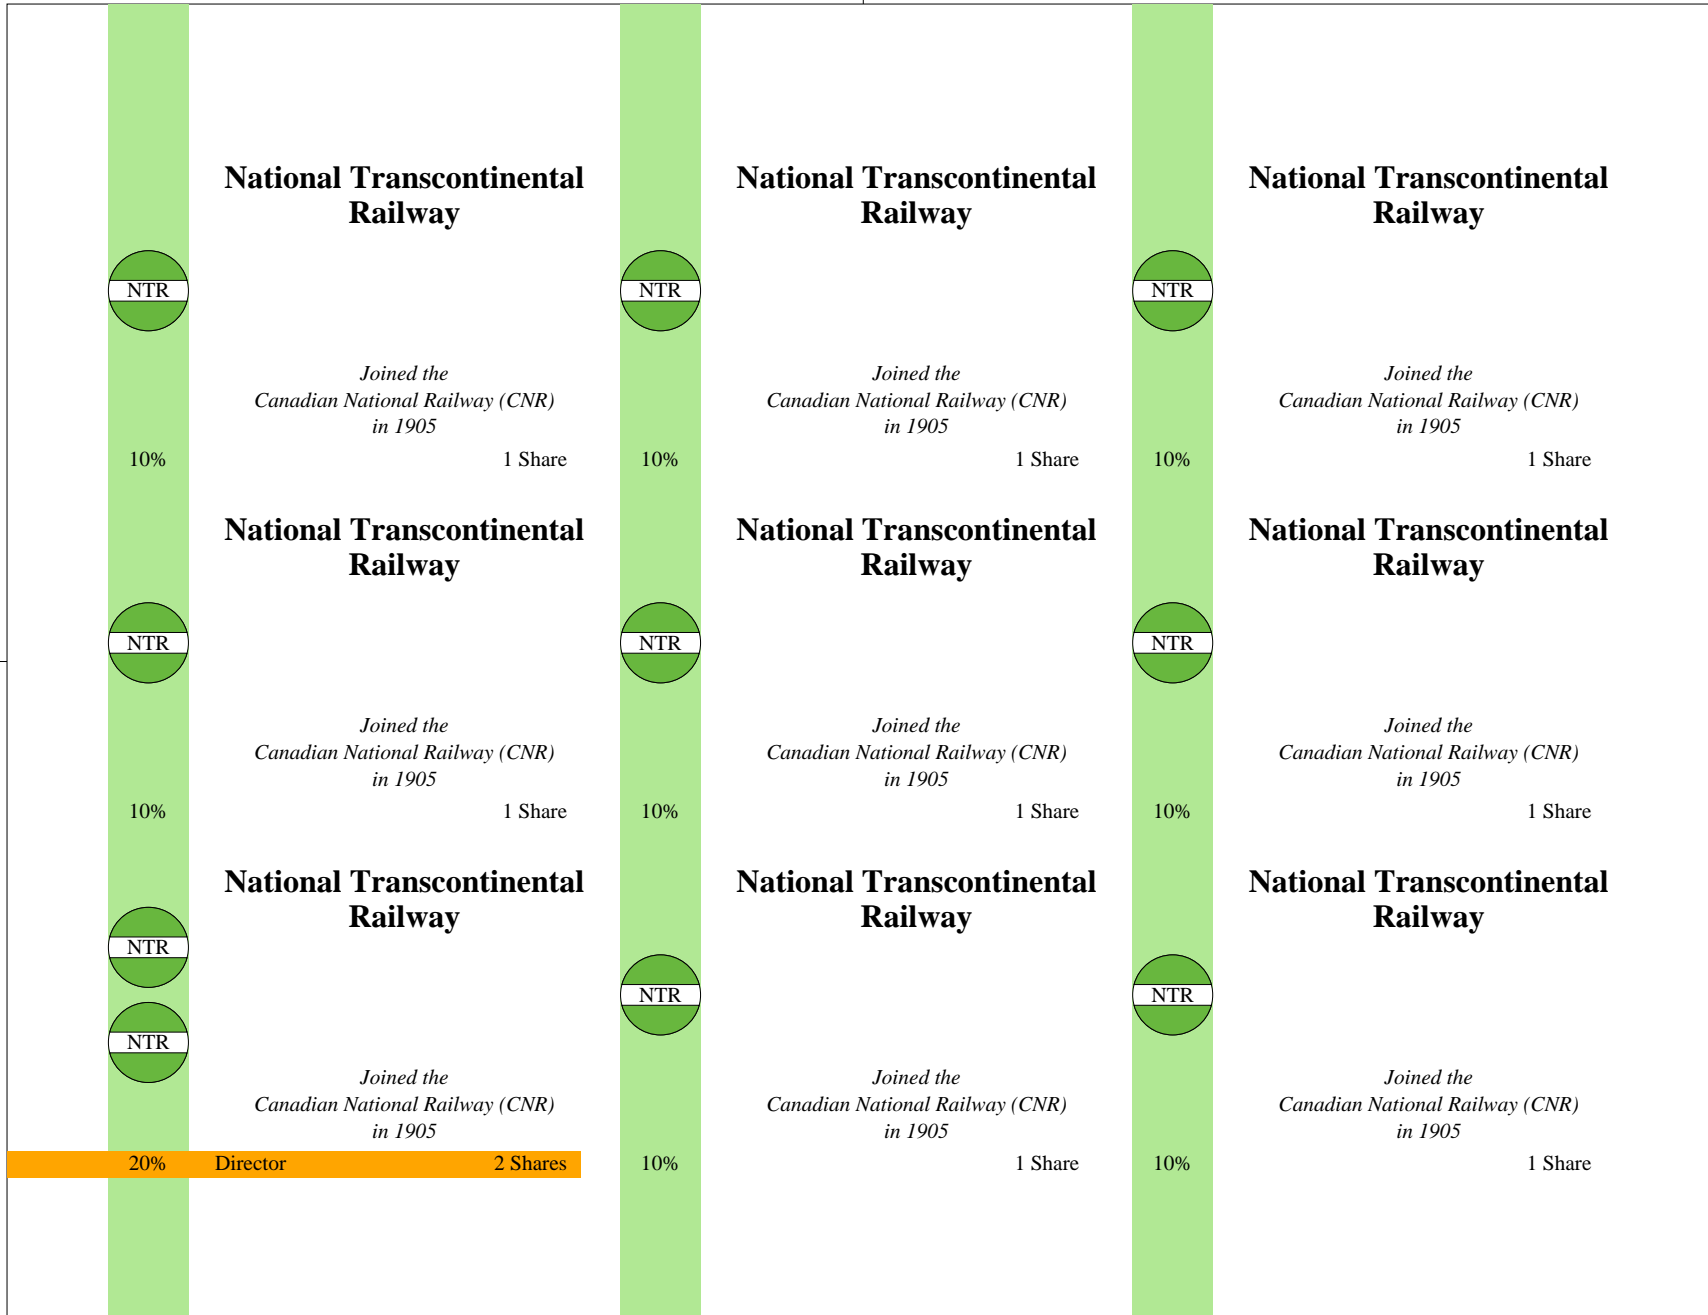 National Transcontinental
Railway
NTR
Joined the
Canadian National Railway (CNR)
in 1905
10% 1 Share
National Transcontinental
Railway
NTR
Joined the
Canadian National Railway (CNR)
in 1905
10% 1 Share
National Transcontinental
Railway
NTR
Joined the
Canadian National Railway (CNR)
in 1905
10% 1 Share
National Transcontinental
Railway
NTR
Joined the
Canadian National Railway (CNR)
in 1905
10% 1 Share
National Transcontinental
Railway
NTR
Joined the
Canadian National Railway (CNR)
in 1905
10% 1 Share
National Transcontinental
Railway
NTR
Joined the
Canadian National Railway (CNR)
in 1905
10% 1 Share
National Transcontinental
Railway
NTR
NTR
Joined the
Canadian National Railway (CNR)
in 1905
20% Director 2 Shares
National Transcontinental
Railway
NTR
Joined the
Canadian National Railway (CNR)
in 1905
10% 1 Share
National Transcontinental
Railway
NTR
Joined the
Canadian National Railway (CNR)
in 1905
10% 1 Share